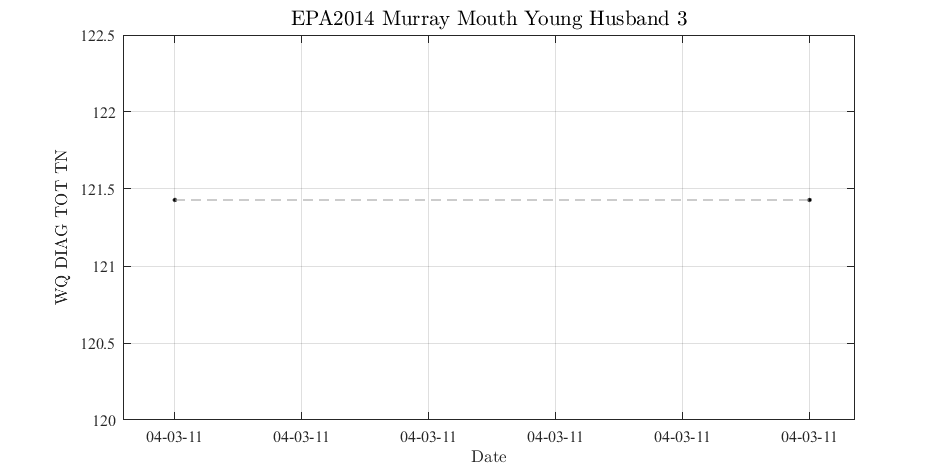 EPA2014 Murray Mouth Young Husband 3
122.5
122
121.5
121
120.5
120
WQ DIAG TOT TN
04-03-11 04-03-11 04-03-11 04-03-11 04-03-11 04-03-11
Date